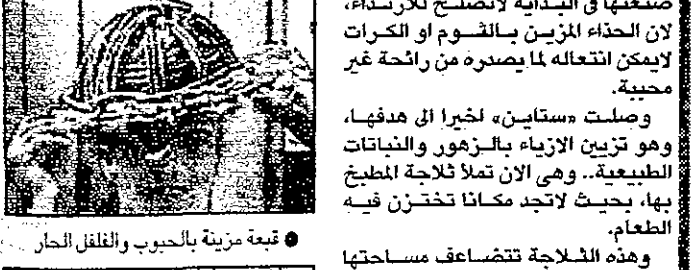 صنعتها في البداية لاتصلح للارتداء،
لان الحذاء المزين بالثوم او الكرات
لايمكن انتعاله لما يصدره من رائحة غير
محببة.
وصلت «ستاين» اخيرا الى هدفها،
وهو تزيين الازياء بالزهور والنباتات
الطبيعية.. وهي الان تملأ ثلاجة المطبخ
بها، بحيث لاتجد مكانا تختزن فيه
الطعام.
وهذه الثلاجة تتضاعف مساحتها
● قبعة مزينة بالحبوب والفلفل الحار